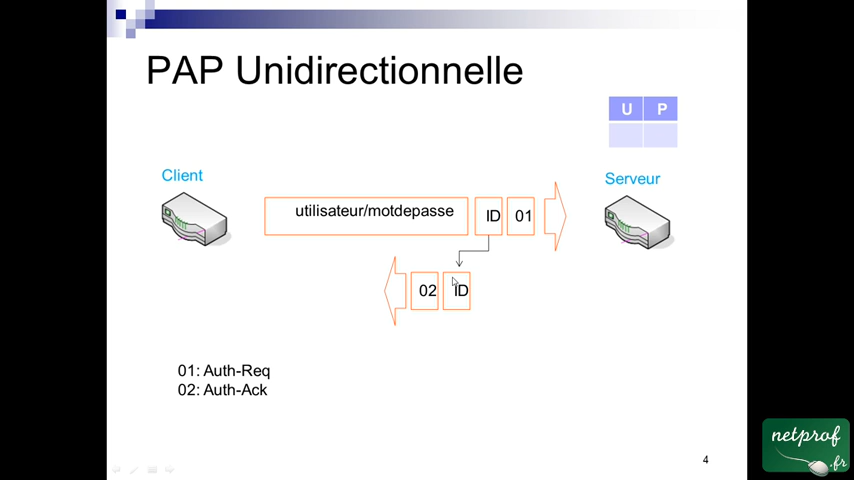 PAP Unidirectionnelle
U P
Client
Serveur
utilisateur/motdepasse ID 01
02 ID
01: Auth-Req
02: Auth-Ack
4
netprof
.fr